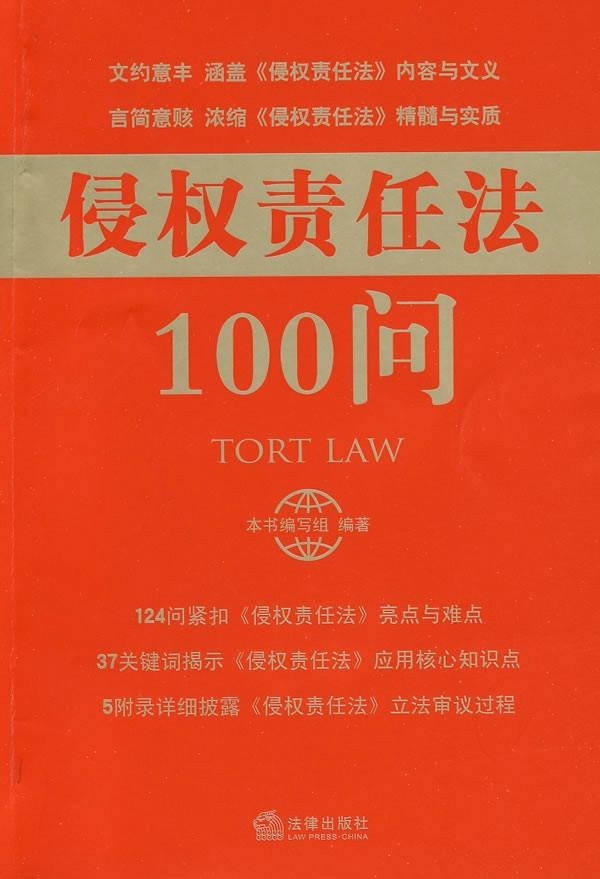 文约意丰 涵盖《侵权责任法》内容与文义
言简意赅 浓缩《侵权责任法》精髓与实质
侵权责任法
100问
TORT LAW
本书编写组 编著
124问紧扣《侵权责任法》亮点与难点
37关键词揭示《侵权责任法》应用核心知识点
5附录详细披露《侵权责任法》立法审议过程
法律出版社
LAW PRESS·CHINA